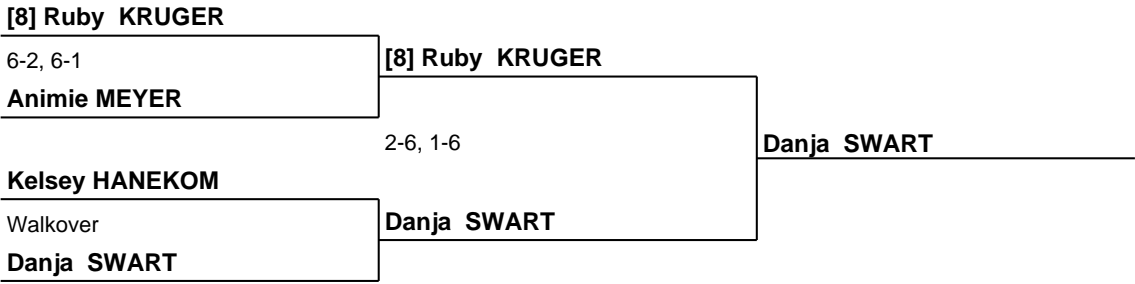 [8] Ruby KRUGER
6-2, 6-1
[8] Ruby KRUGER
Animie MEYER
2-6, 1-6
Danja SWART
Kelsey HANEKOM
Walkover
Danja SWART
Danja SWART